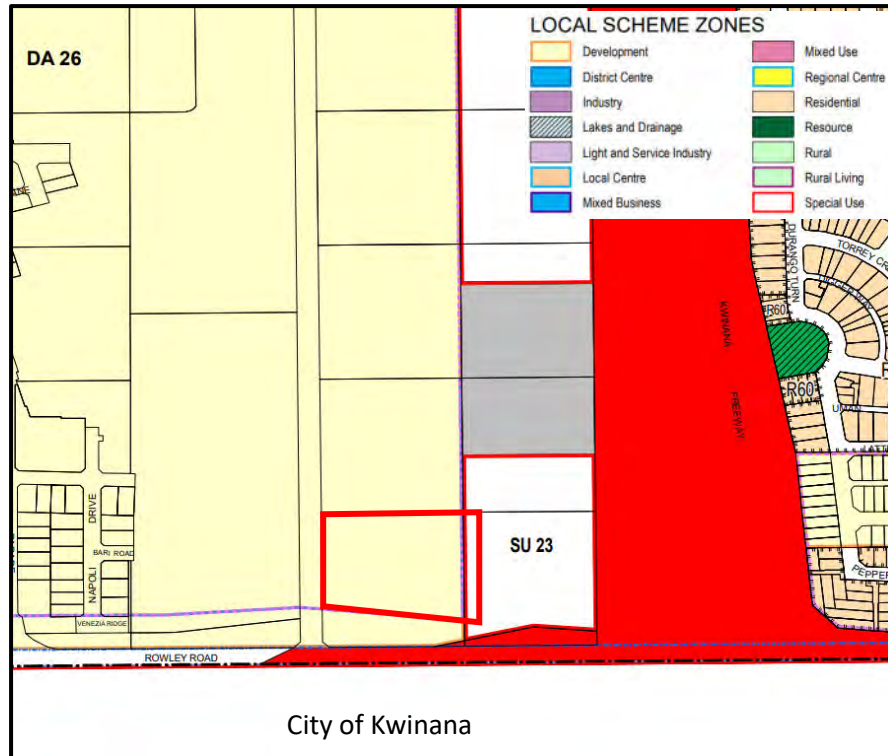 LOCAL SCHEME ZONES
Development
District Centre
Industry
Lakes and Drainage
Light and Service Industry
Local Centre
Mixed Business
Mixed Use
Regional Centre
Residential
Resource
Rural
Rural Living
Special Use
DA 26
DURANGO TURN
R60
R60
KWINANA
FREEWAY
SU 23
NAPOLI DRIVE
BARI ROAD
VENEZIA RIDGE
PEPPER
ROWLEY ROAD
City of Kwinana